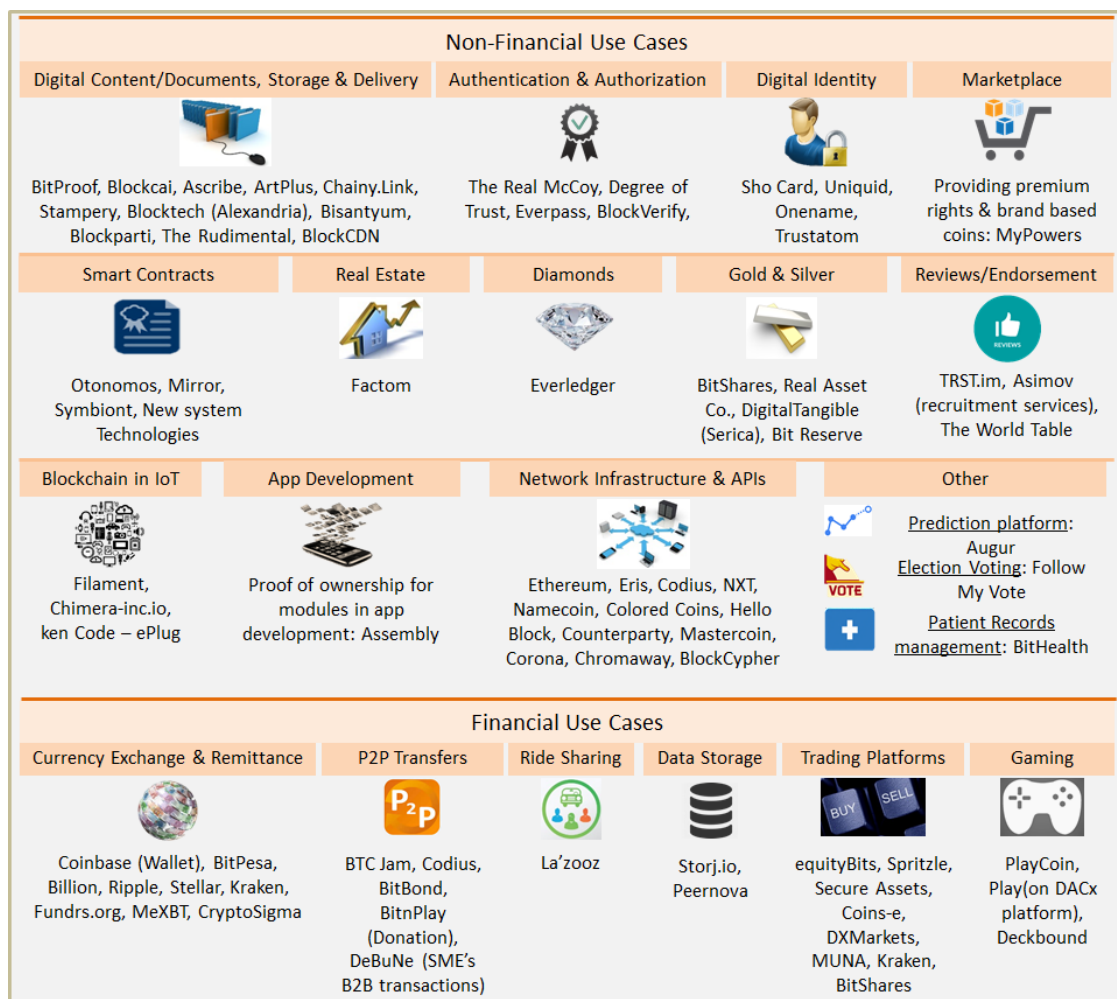 Non-Financial Use Cases
Digital Content/Documents, Storage & Delivery
Authentication & Authorization
Digital Identity
Marketplace
BitProof, Blockcai, Ascribe, ArtPlus, Chainy.Link,
Stampery, Blocktech (Alexandria), Bisantyum,
Blockparti, The Rudimental, BlockCDN
The Real McCoy, Degree of
Trust, Everpass, BlockVerify,
Sho Card, Uniquid,
Onename,
Trustatom
Providing premium
rights & brand based
coins: MyPowers
Smart Contracts
Real Estate
Diamonds
Gold & Silver
Reviews/Endorsement
REVIEWS
Otonomos, Mirror,
Symbiont, New system
Technologies
Factom
Everledger
BitShares, Real Asset
Co., DigitalTangible
(Serica), Bit Reserve
TRST.im, Asimov
(recruitment services),
The World Table
Blockchain in IoT
App Development
Network Infrastructure & APIs
Other
Filament,
Chimera-inc.io,
ken Code – ePlug
Proof of ownership for
modules in app
development: Assembly
Ethereum, Eris, Codius, NXT,
Namecoin, Colored Coins, Hello
Block, Counterparty, Mastercoin,
Corona, Chromaway, BlockCypher
Prediction platform:
Augur
VOTE
Election Voting: Follow
My Vote
Patient Records
management: BitHealth
Financial Use Cases
Currency Exchange & Remittance
P2P Transfers
Ride Sharing
Data Storage
Trading Platforms
Gaming
P2P
BUY SELL
Coinbase (Wallet), BitPesa,
Billion, Ripple, Stellar, Kraken,
Fundrs.org, MeXBT, CryptoSigma
BTC Jam, Codius,
BitBond,
BitnPlay
(Donation),
DeBuNe (SME's
B2B transactions)
La'zooz
Storj.io,
Peernova
equityBits, Spritzle,
Secure Assets,
Coins-e,
DXMarkets,
MUNA, Kraken,
BitShares
PlayCoin,
Play(on DACx
platform),
Deckbound